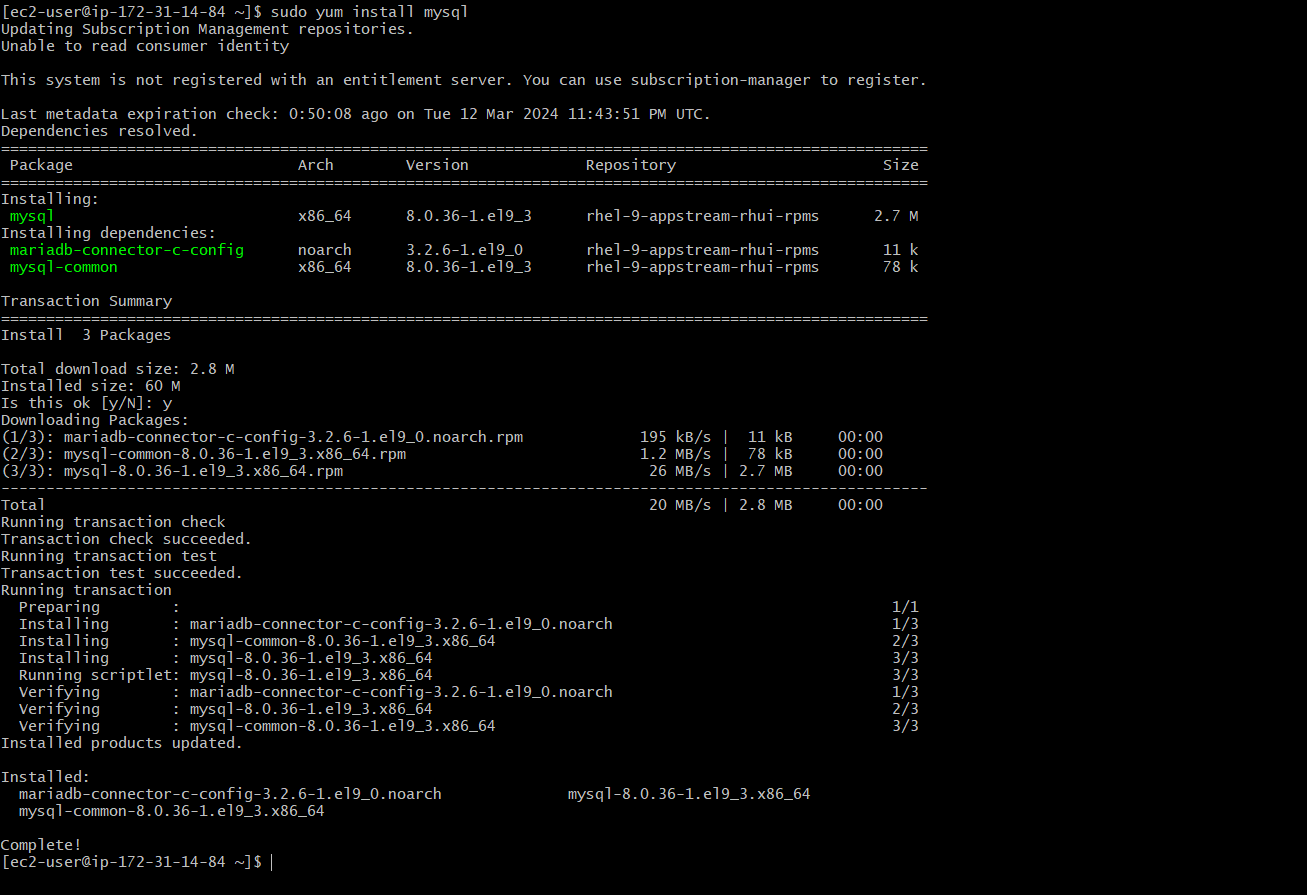 [ec2-user@ip-172-31-14-84 ~]$ sudo yum install mysql
Updating Subscription Management repositories.
Unable to read consumer identity

This system is not registered with an entitlement server. You can use subscription-manager to register.

Last metadata expiration check: 0:50:08 ago on Tue 12 Mar 2024 11:43:51 PM UTC.
Dependencies resolved.
=======================================================================================================
 Package                         Arch        Version             Repository                       Size
=======================================================================================================
Installing:
 mysql                           x86_64      8.0.36-1.el9_3      rhel-9-appstream-rhui-rpms      2.7 M
Installing dependencies:
 mariadb-connector-c-config      noarch      3.2.6-1.el9_0       rhel-9-appstream-rhui-rpms       11 k
 mysql-common                    x86_64      8.0.36-1.el9_3      rhel-9-appstream-rhui-rpms       78 k

Transaction Summary
=======================================================================================================
Install  3 Packages

Total download size: 2.8 M
Installed size: 60 M
Is this ok [y/N]: y
Downloading Packages:
(1/3): mariadb-connector-c-config-3.2.6-1.el9_0.noarch.rpm             195 kB/s |  11 kB     00:00
(2/3): mysql-common-8.0.36-1.el9_3.x86_64.rpm                          1.2 MB/s |  78 kB     00:00
(3/3): mysql-8.0.36-1.el9_3.x86_64.rpm                                  26 MB/s | 2.7 MB     00:00
-------------------------------------------------------------------------------------------------------
Total                                                                   20 MB/s | 2.8 MB     00:00
Running transaction check
Transaction check succeeded.
Running transaction test
Transaction test succeeded.
Running transaction
  Preparing        :                                                                               1/1
  Installing       : mariadb-connector-c-config-3.2.6-1.el9_0.noarch                               1/3
  Installing       : mysql-common-8.0.36-1.el9_3.x86_64                                            2/3
  Installing       : mysql-8.0.36-1.el9_3.x86_64                                                   3/3
  Running scriptlet: mysql-8.0.36-1.el9_3.x86_64                                                   3/3
  Verifying        : mariadb-connector-c-config-3.2.6-1.el9_0.noarch                               1/3
  Verifying        : mysql-8.0.36-1.el9_3.x86_64                                                   2/3
  Verifying        : mysql-common-8.0.36-1.el9_3.x86_64                                            3/3
Installed products updated.

Installed:
  mariadb-connector-c-config-3.2.6-1.el9_0.noarch              mysql-8.0.36-1.el9_3.x86_64
  mysql-common-8.0.36-1.el9_3.x86_64

Complete!
[ec2-user@ip-172-31-14-84 ~]$